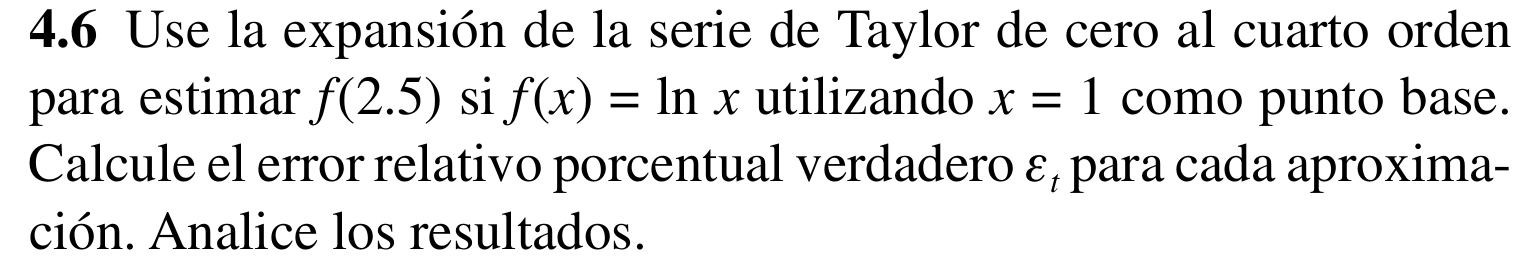 4.6 Use la expansión de la serie de Taylor de cero al cuarto orden
para estimar f(2.5) si f(x) = ln x utilizando x = 1 como punto base.
Calcule el error relativo porcentual verdadero εt para cada aproxima-
ción. Analice los resultados.